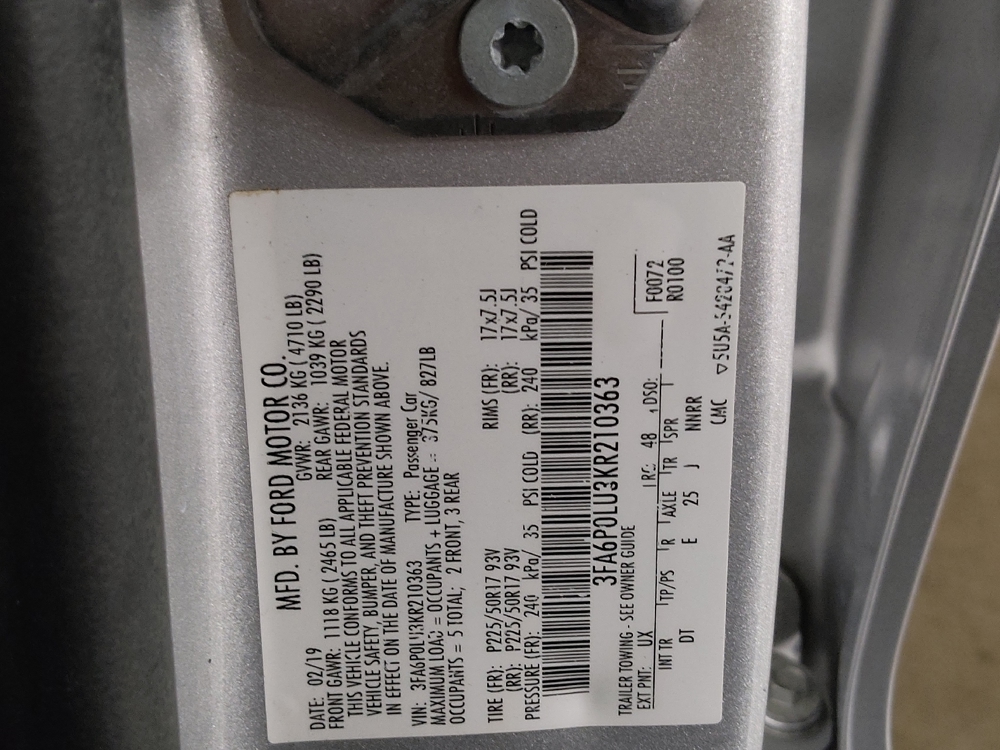 MFD. BY FORD MOTOR CO.
DATE: 02/19 GVWR: 2136 KG ( 4710 LB)
FRONT GAWR: 1118 KG ( 2465 LB) REAR GAWR: 1039 KG ( 2290 LB)
THIS VEHICLE CONFORMS TO ALL APPLICABLE FEDERAL MOTOR
VEHICLE SAFETY, BUMPER, AND THEFT PREVENTION STANDARDS
IN EFFECT ON THE DATE OF MANUFACTURE SHOWN ABOVE.
VIN: 3FA6P0LU3KR210363 TYPE: Passenger Car
MAXIMUM LOAD = OCCUPANTS + LUGGAGE = 375KG/ 827LB
OCCUPANTS = 5 TOTAL; 2 FRONT, 3 REAR
TIRE (FR): P225/50R17 93V RIMS (FR): 17x7.5J
(RR): P225/50R17 93V (RR): 17x7.5J
PRESSURE (FR): 240 kPa/ 35 PSI COLD (RR): 240 kPa/ 35 PSI COLD
3FA6P0LU3KR210363
TRAILER TOWING - SEE OWNER GUIDE F0072
EXT PNT: UX RC: 48 DSO: R0100
INT TR TP/PS R AXLE TR SPR
DT E 25 J NNRR
CMC